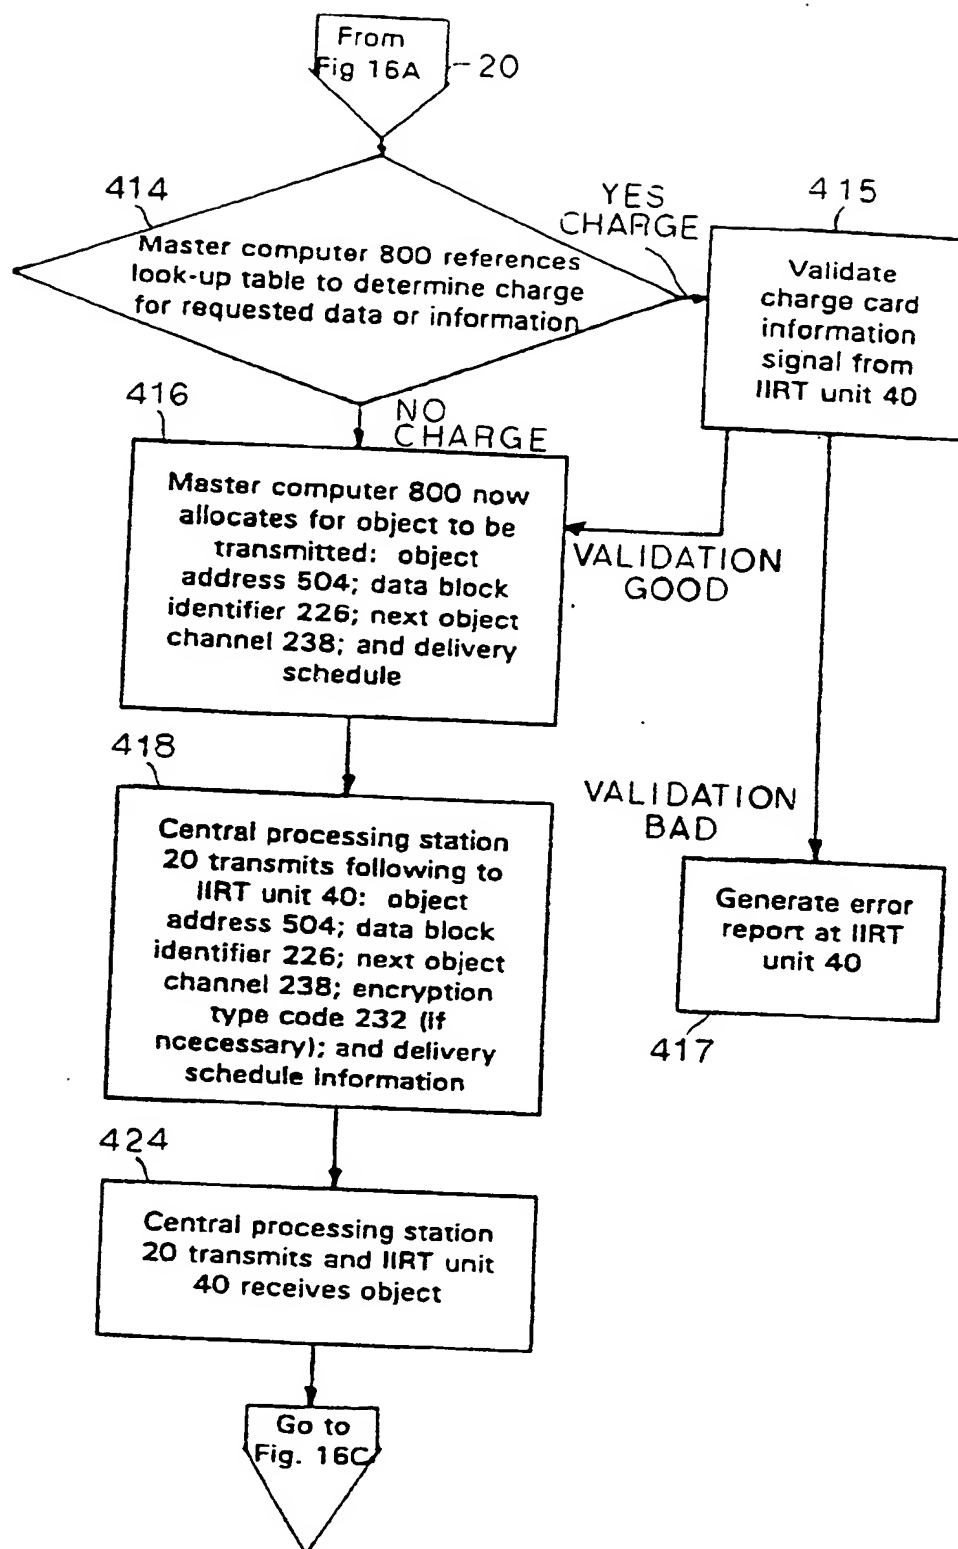 From
Fig 16A
20
414
Master computer 800 references
look-up table to determine charge
for requested data or information
YES
CHARGE
415
Validate
charge card
information
signal from
IIRT unit 40
NO
CHARGE
416
Master computer 800 now
allocates for object to be
transmitted: object
address 504; data block
identifier 226; next object
channel 238; and delivery
schedule
VALIDATION
GOOD
418
Central processing station
20 transmits following to
IIRT unit 40: object
address 504; data block
identifier 226; next object
channel 238; encryption
type code 232 (if
ncecessary); and delivery
schedule information
VALIDATION
BAD
Generate error
report at IIRT
unit 40
417
424
Central processing station
20 transmits and IIRT unit
40 receives object
Go to
Fig. 16C